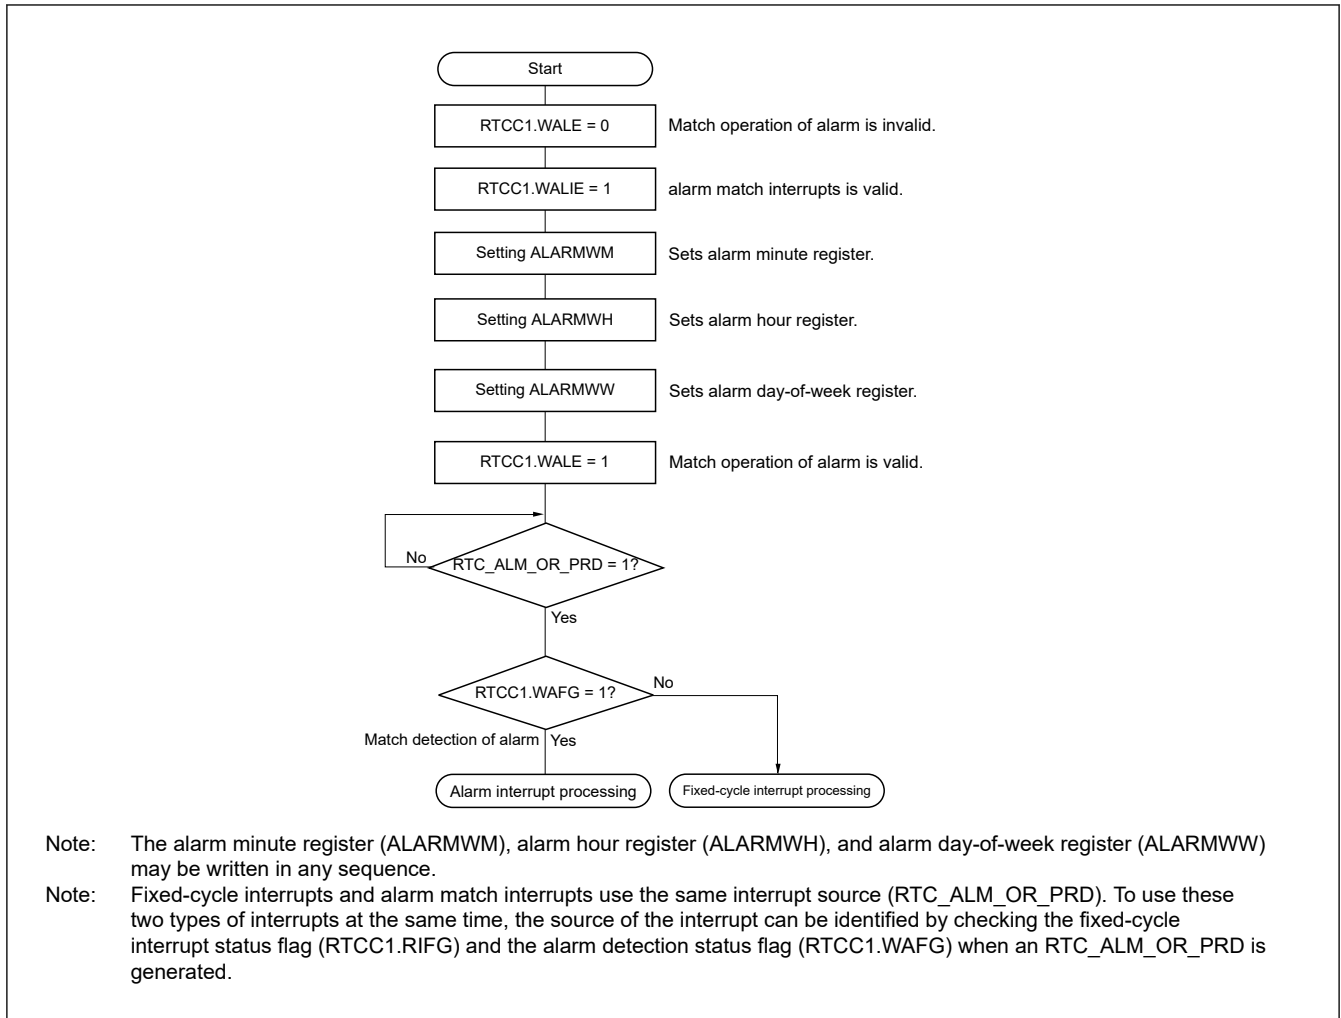 Start
RTCC1.WALE = 0
Match operation of alarm is invalid.
RTCC1.WALIE = 1
alarm match interrupts is valid.
Setting ALARMWM
Sets alarm minute register.
Setting ALARMWH
Sets alarm hour register.
Setting ALARMWW
Sets alarm day-of-week register.
RTCC1.WALE = 1
Match operation of alarm is valid.
No
RTC_ALM_OR_PRD = 1?
Yes
RTCC1.WAFG = 1?
No
Match detection of alarm
Yes
Alarm interrupt processing
Fixed-cycle interrupt processing
Note: The alarm minute register (ALARMWM), alarm hour register (ALARMWH), and alarm day-of-week register (ALARMWW)
may be written in any sequence.
Note: Fixed-cycle interrupts and alarm match interrupts use the same interrupt source (RTC_ALM_OR_PRD). To use these
two types of interrupts at the same time, the source of the interrupt can be identified by checking the fixed-cycle
interrupt status flag (RTCC1.RIFG) and the alarm detection status flag (RTCC1.WAFG) when an RTC_ALM_OR_PRD is
generated.